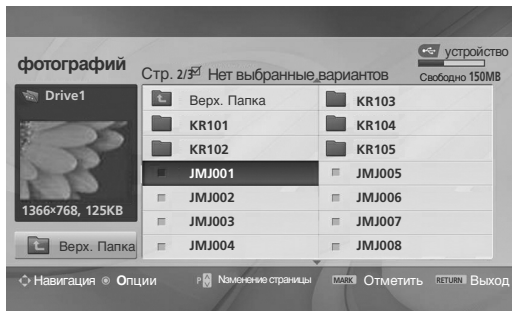 устройство
фотографий
Стр. 2/3 Нет выбранные вариантов
Свободно 150MB
Drive1
1366×768, 125KB
Верх. Папка
Верх. Папка KR103
KR101 KR104
KR102 KR105
JMJ001 JMJ005
JMJ002 JMJ006
JMJ003 JMJ007
JMJ004 JMJ008
Навигация Опции P Nзменение страницы MARK Отметить RETURN Выход